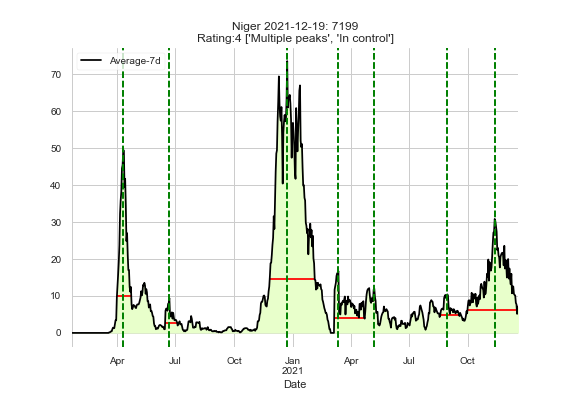 Niger 2021-12-19: 7199
Rating:4 ['Multiple peaks', 'In control']
Average-7d
70
60
50
40
30
20
10
0
Apr Jul Oct Jan Apr Jul Oct
2021
Date